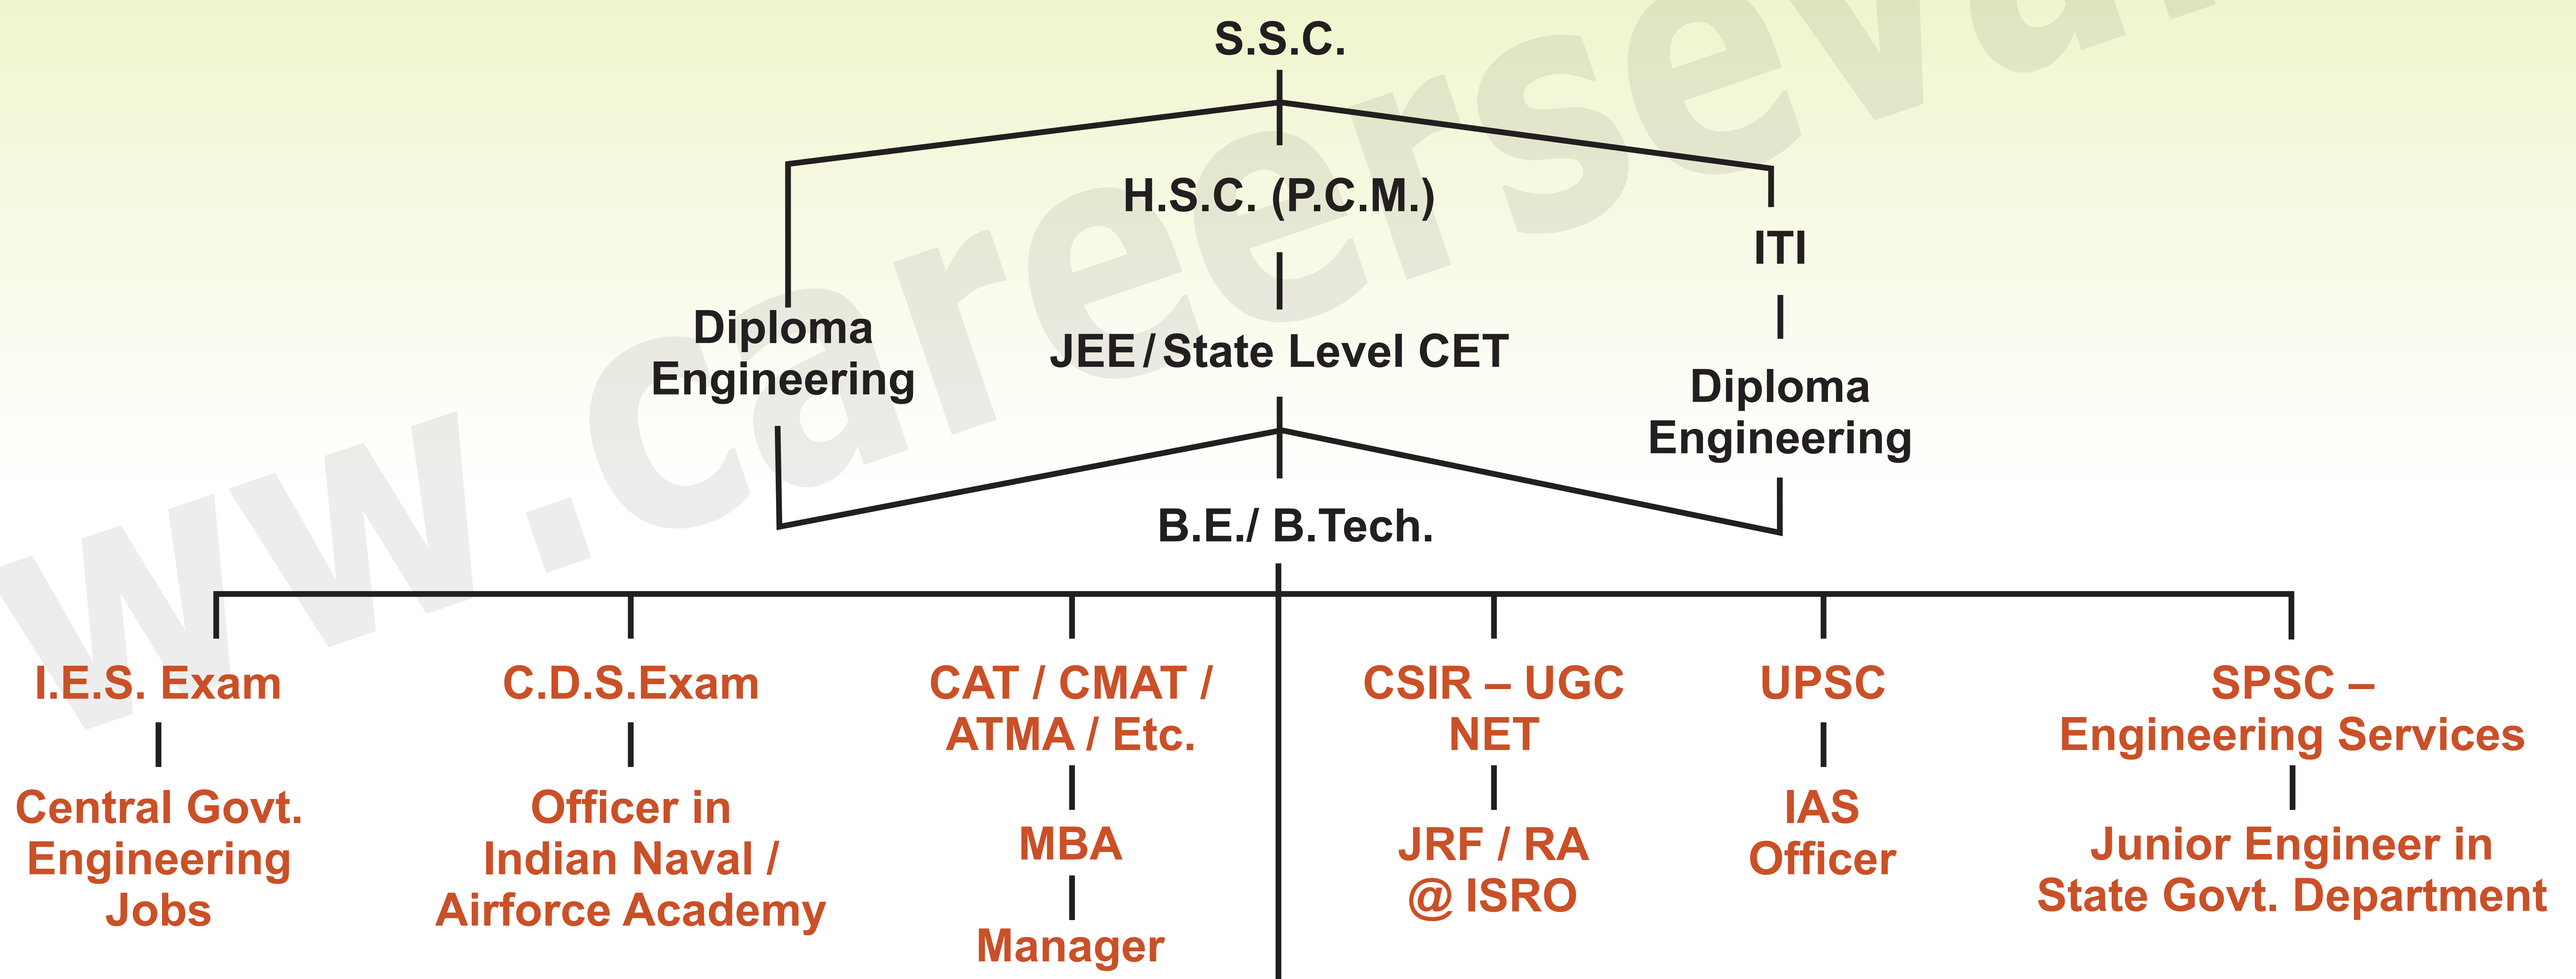 S.S.C.
H.S.C. (P.C.M.)
ITI
Diploma
Engineering
JEE / State Level CET
Diploma
Engineering
B.E./ B.Tech.
I.E.S. Exam
Central Govt.
Engineering
Jobs
C.D.S.Exam
Officer in
Indian Naval /
Airforce Academy
CAT / CMAT /
ATMA / Etc.
MBA
Manager
CSIR – UGC
NET
JRF / RA
@ ISRO
UPSC
IAS
Officer
SPSC –
Engineering Services
Junior Engineer in
State Govt. Department
ww.careerseva.